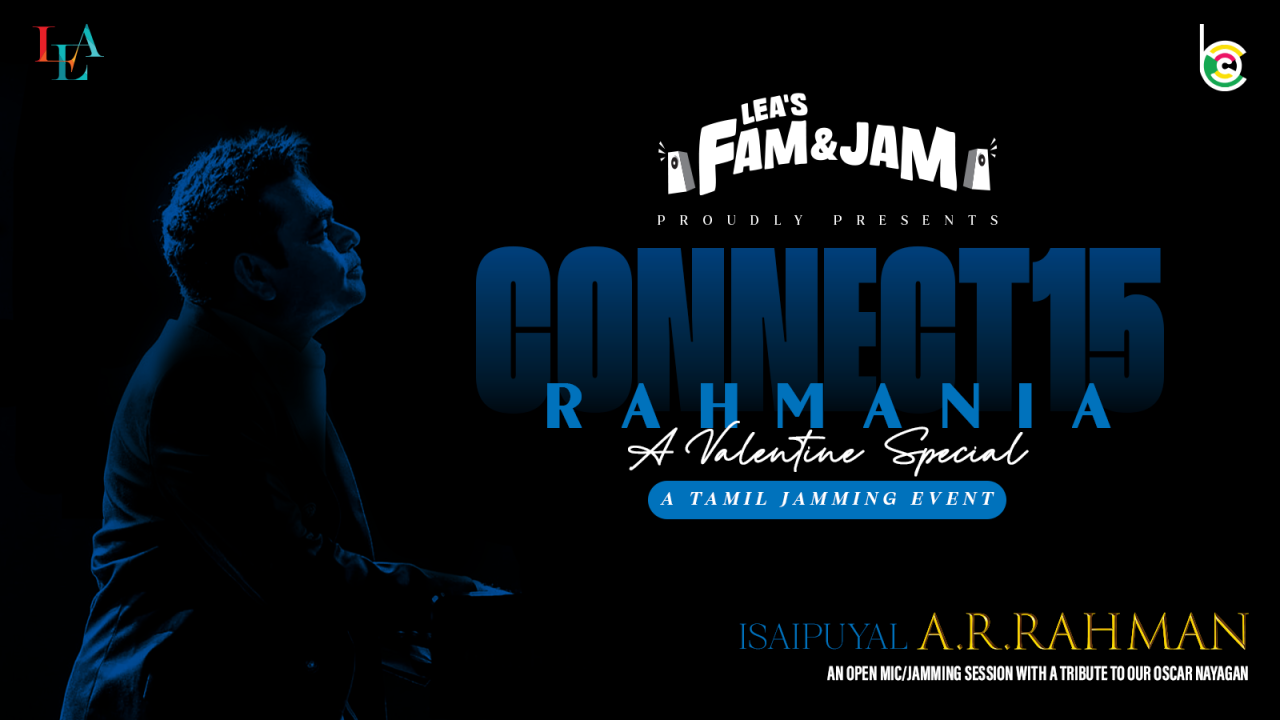 LEA
bc
LEA'S
FAM & JAM
PROUDLY PRESENTS
CONNECT15
RAHMANIA
A Valentine Special
A TAMIL JAMMING EVENT
ISAIPUYAL A.R.RAHMAN
AN OPEN MIC/JAMMING SESSION WITH A TRIBUTE TO OUR OSCAR NAYAGAN